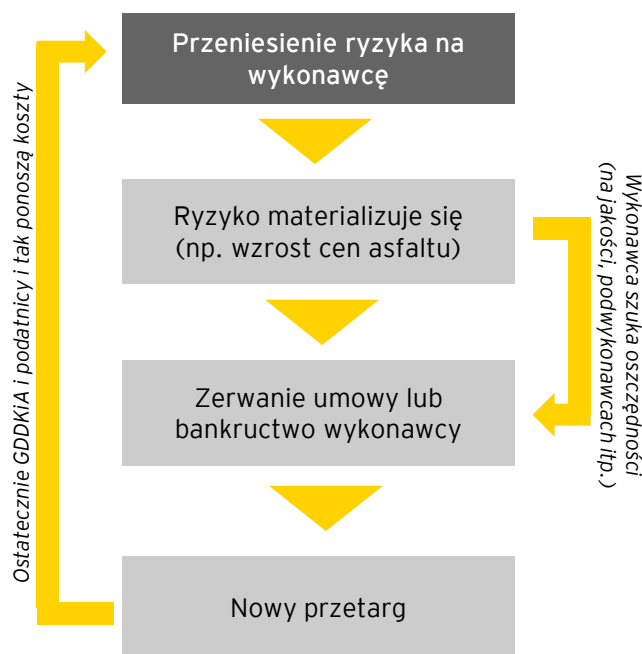 Przeniesienie ryzyka na
wykonawcę
Ryzyko materializuje się
(np. wzrost cen asfaltu)
Wykonawca szuka oszczędności
(na jakości, podwykonawcach itp.)
Zerwanie umowy lub
bankructwo wykonawcy
Nowy przetarg
Ostatecznie GDDKiA i podatnicy i tak ponoszą koszty